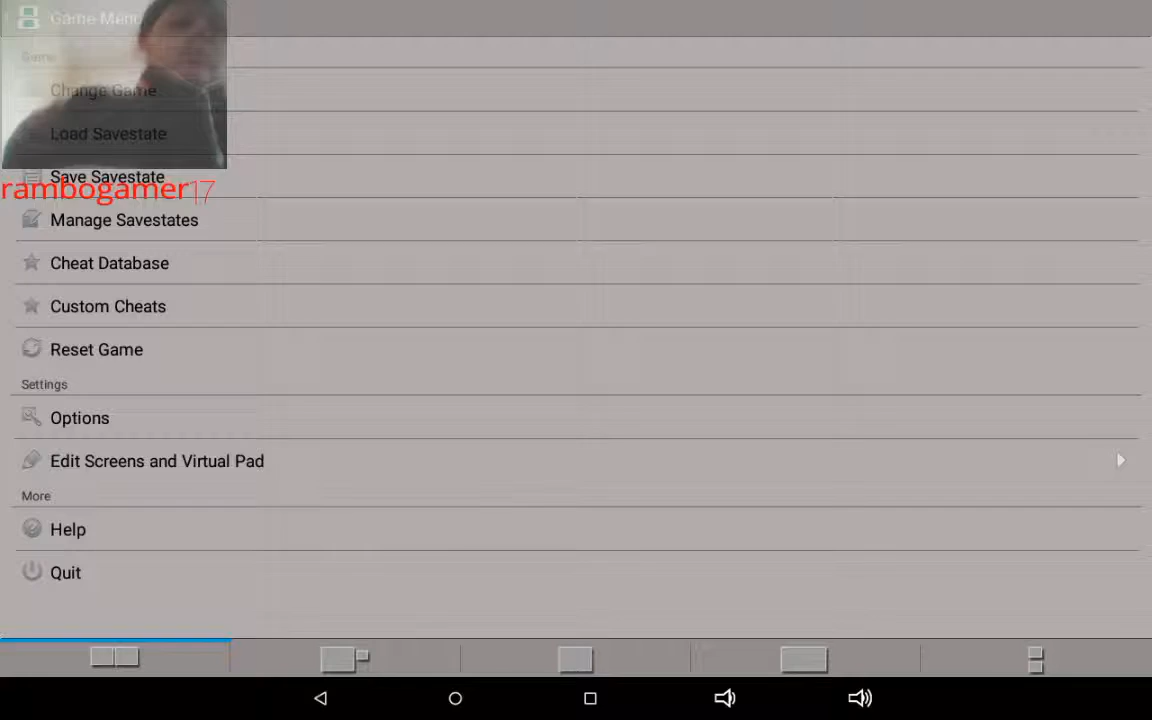 Game Menu
Game
Change Game
Load Savestate
Save Savestate
rambogamer17
Manage Savestates
Cheat Database
Custom Cheats
Reset Game
Settings
Options
Edit Screens and Virtual Pad
More
Help
Quit